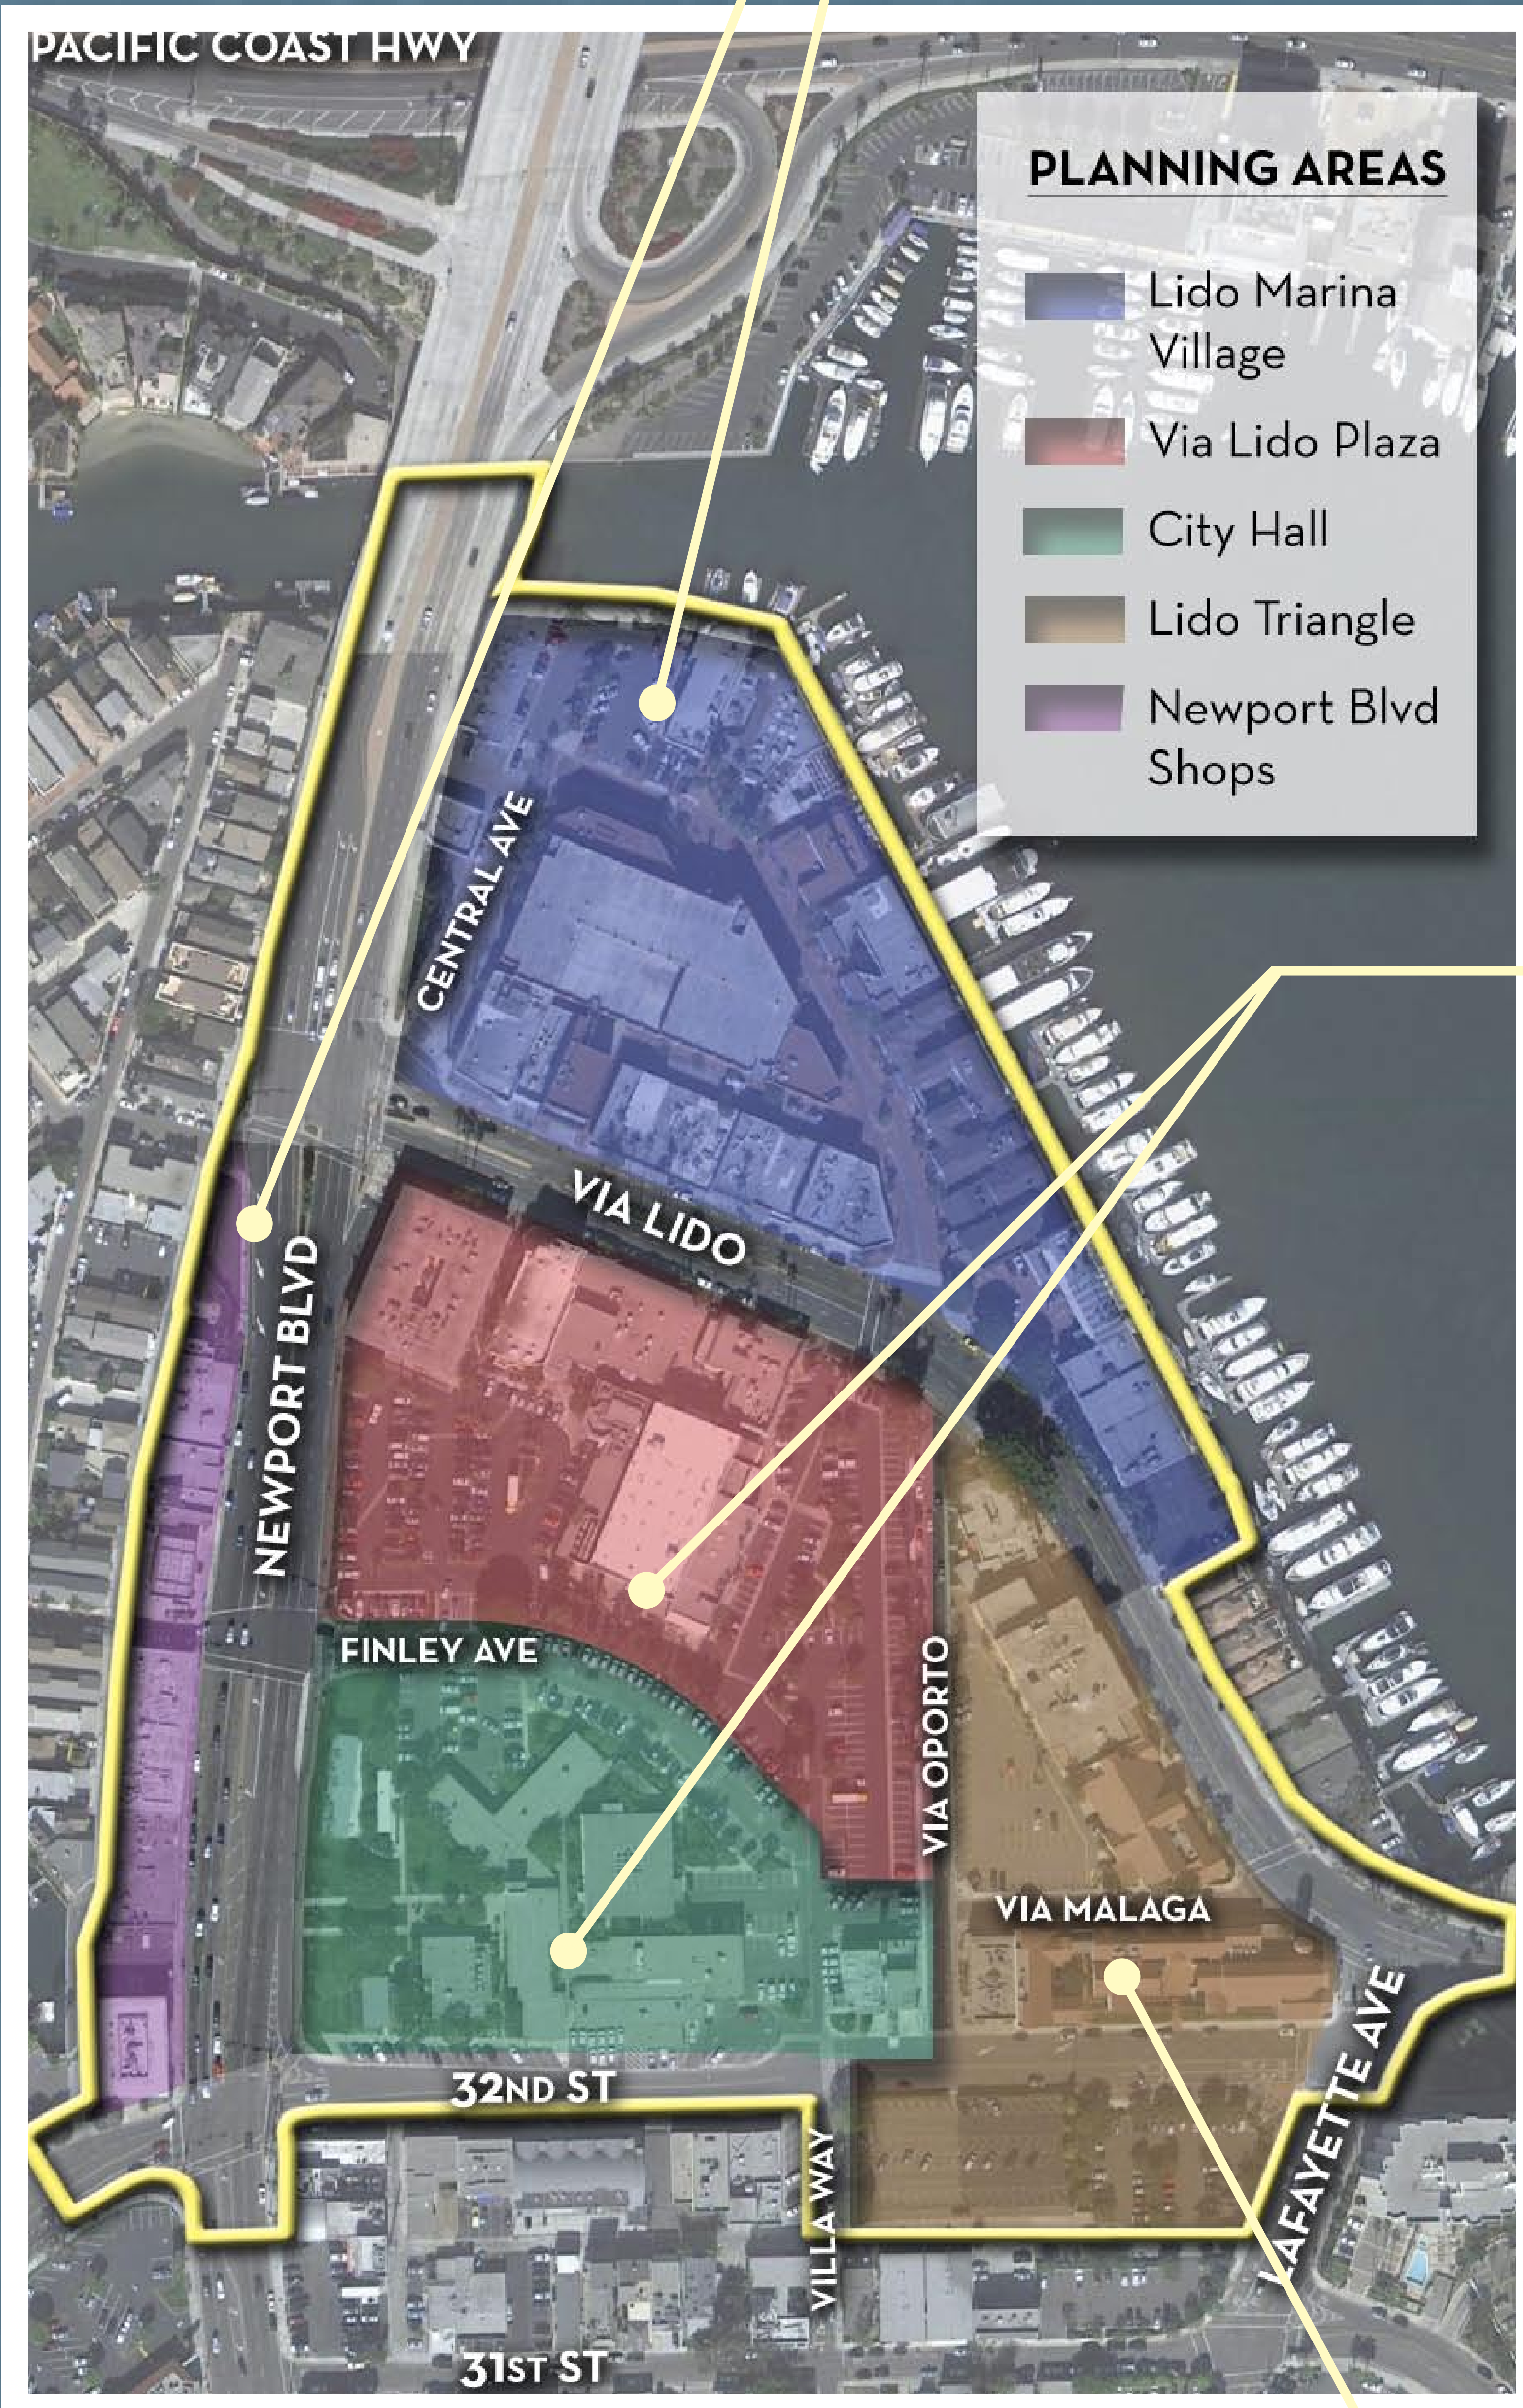 PACIFIC COAST HWY
PLANNING AREAS
Lido Marina
Village
Via Lido Plaza
City Hall
Lido Triangle
Newport Blvd
Shops
CENTRAL AVE
VIA LIDO
NEWPORT BLVD
FINLEY AVE
VIA OPORTO
VIA MALAGA
LAFAYETTE AVE
32ND ST
VILLA WAY
31ST ST